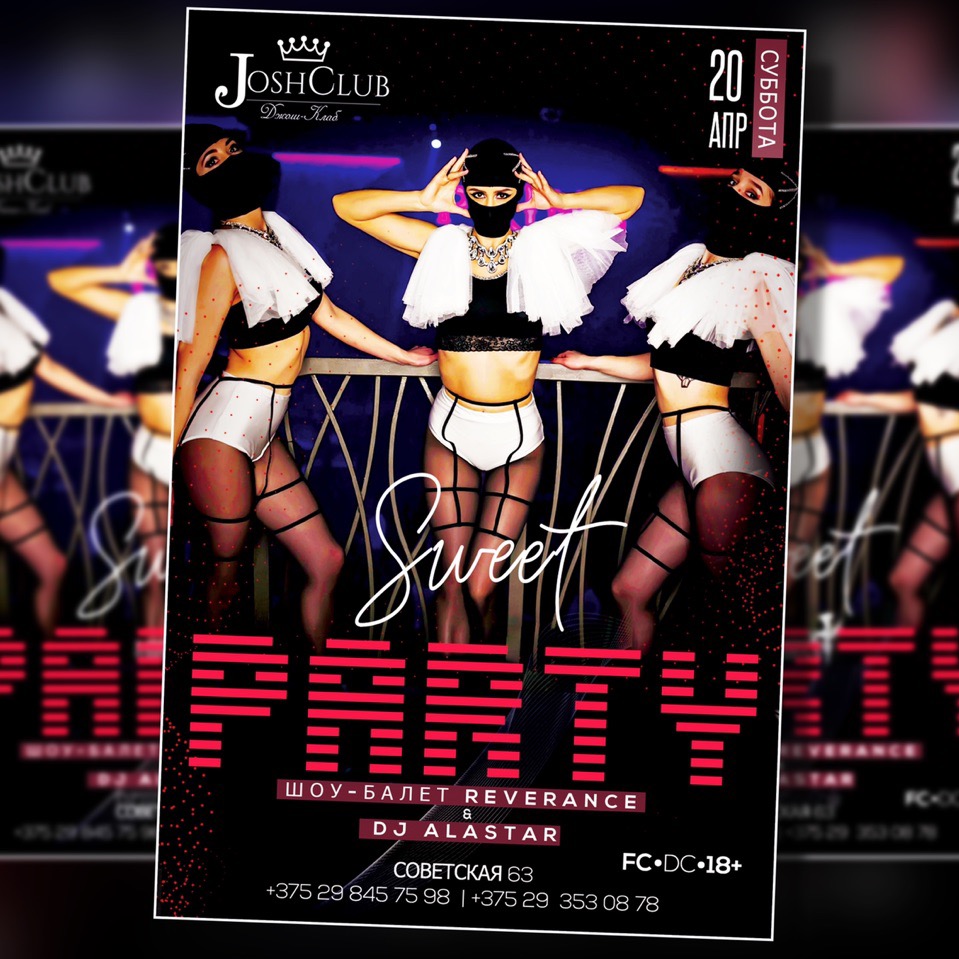 JOSHCLUB
Джош-Клаб
20
АПР
СУББОТА
Sweet
PARTY
ШОУ-БАЛЕТ REVERANCE
&
DJ ALASTAR
FC•DC•18+
СОВЕТСКАЯ 63
+375 29 845 75 98 | +375 29 353 08 78